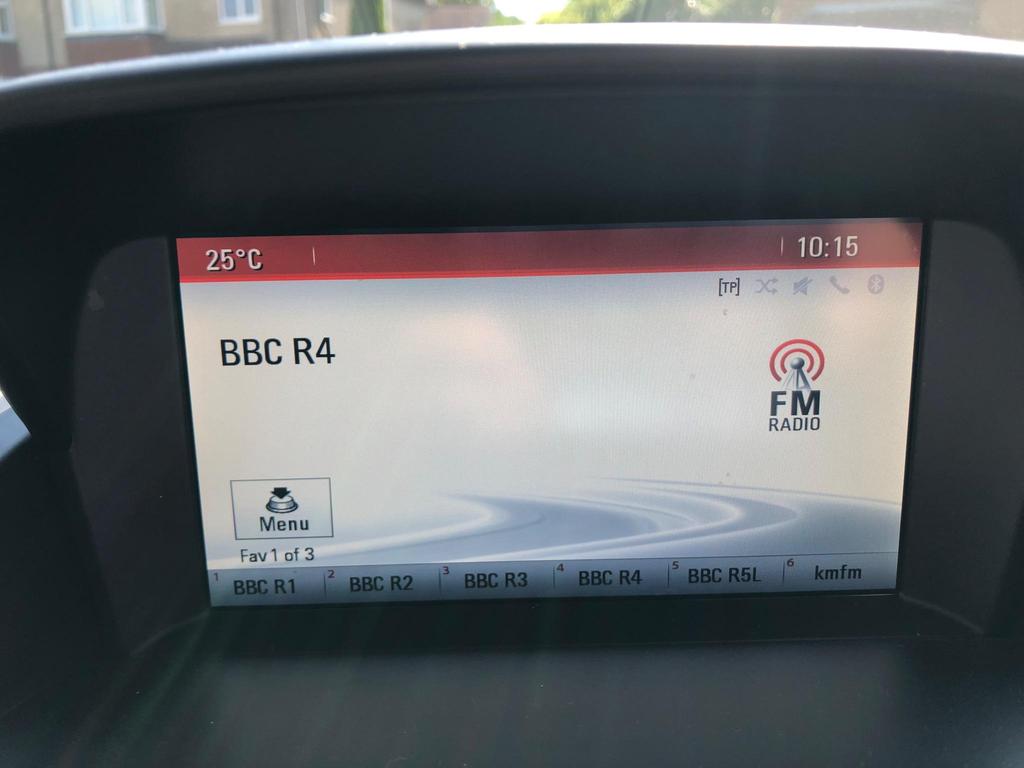 25°C 10:15
[TP]
BBC R4
FM
RADIO
Menu
Fav 1 of 3
1 BBC R1 2 BBC R2 3 BBC R3 4 BBC R4 5 BBC R5L 6 kmfm